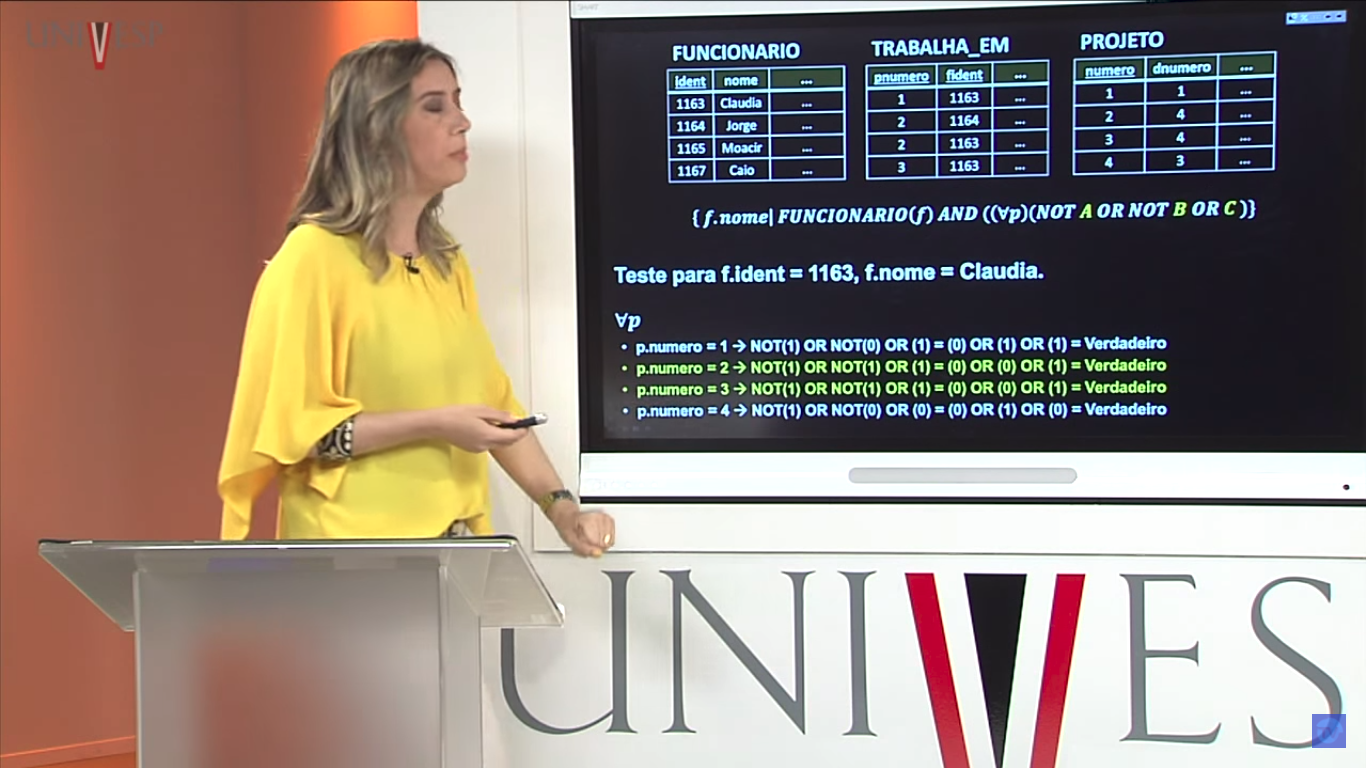 UNIVESP
FUNCIONARIO
ident nome ...
1163 Claudia ...
1164 Jorge ...
1165 Moacir ...
1167 Caio ...
TRABALHA_EM
pnumero fident ...
1 1163 ...
2 1164 ...
2 1163 ...
3 1163 ...
PROJETO
numero dnumero ...
1 1 ...
2 4 ...
3 4 ...
4 3 ...
{ f.nome| FUNCIONARIO(f) AND ((∀p)(NOT A OR NOT B OR C )}
Teste para f.ident = 1163, f.nome = Claudia.
∀p
• p.numero = 1 → NOT(1) OR NOT(0) OR (1) = (0) OR (1) OR (1) = Verdadeiro
• p.numero = 2 → NOT(1) OR NOT(1) OR (1) = (0) OR (0) OR (1) = Verdadeiro
• p.numero = 3 → NOT(1) OR NOT(1) OR (1) = (0) OR (0) OR (1) = Verdadeiro
• p.numero = 4 → NOT(1) OR NOT(0) OR (0) = (0) OR (1) OR (0) = Verdadeiro
UNIVES